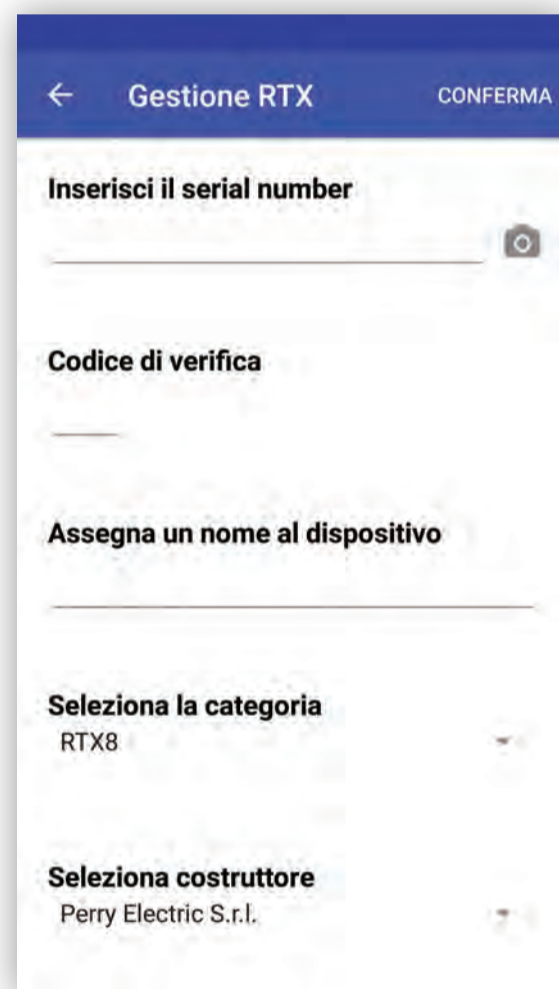 Gestione RTX CONFERMA
Inserisci il serial number
Codice di verifica
Assegna un nome al dispositivo
Seleziona la categoria
RTX8
Seleziona costruttore
Perry Electric S.r.l.